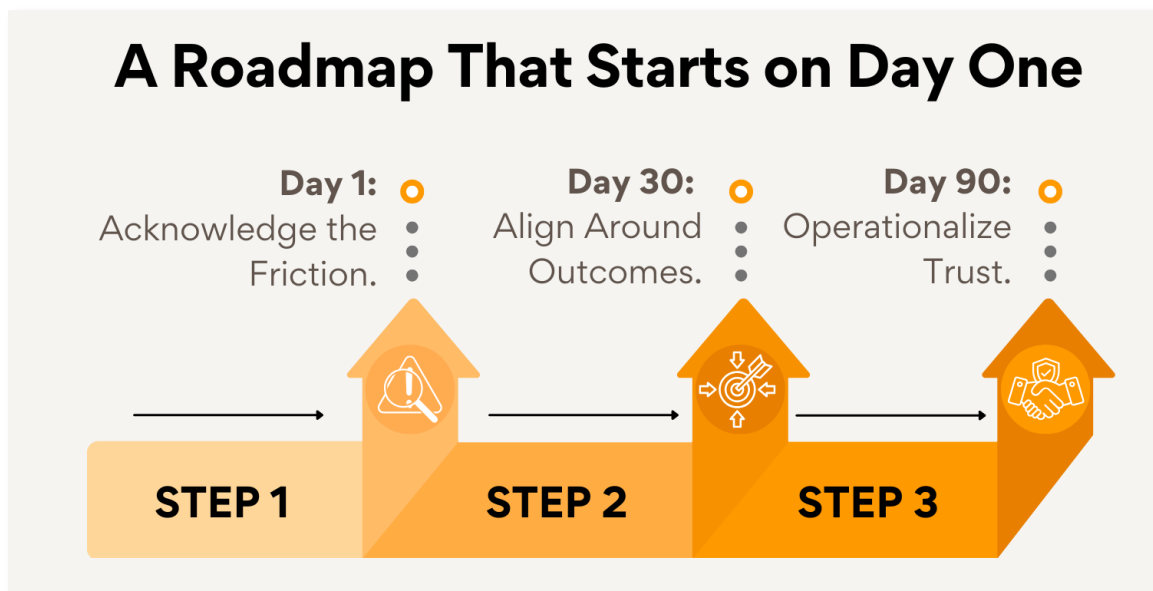 A Roadmap That Starts on Day One
Day 1:
Acknowledge the
Friction.
Day 30:
Align Around
Outcomes.
Day 90:
Operationalize
Trust.
STEP 1
STEP 2
STEP 3